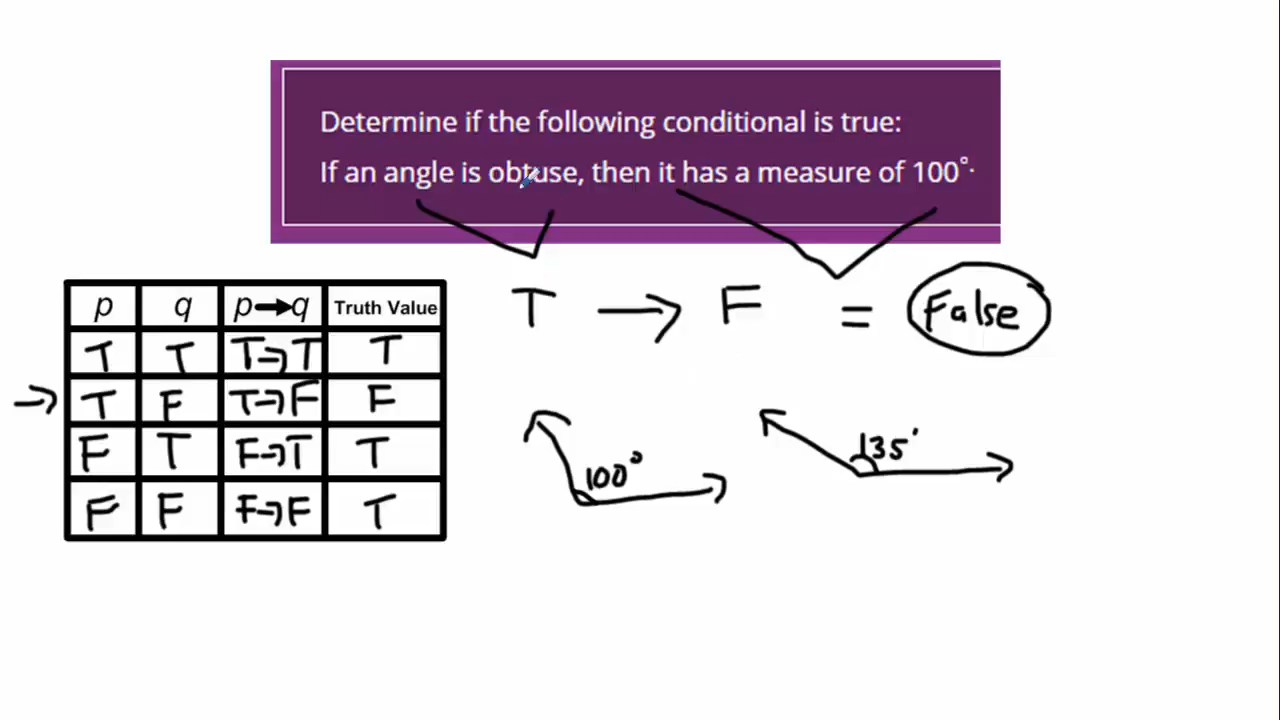 Determine if the following conditional is true:
If an angle is obtuse, then it has a measure of 100°.
T → F = False
p q p→q Truth Value
T T T→T T
→ T F T→F F
F T F→T T
F F F→F T
100° 135°